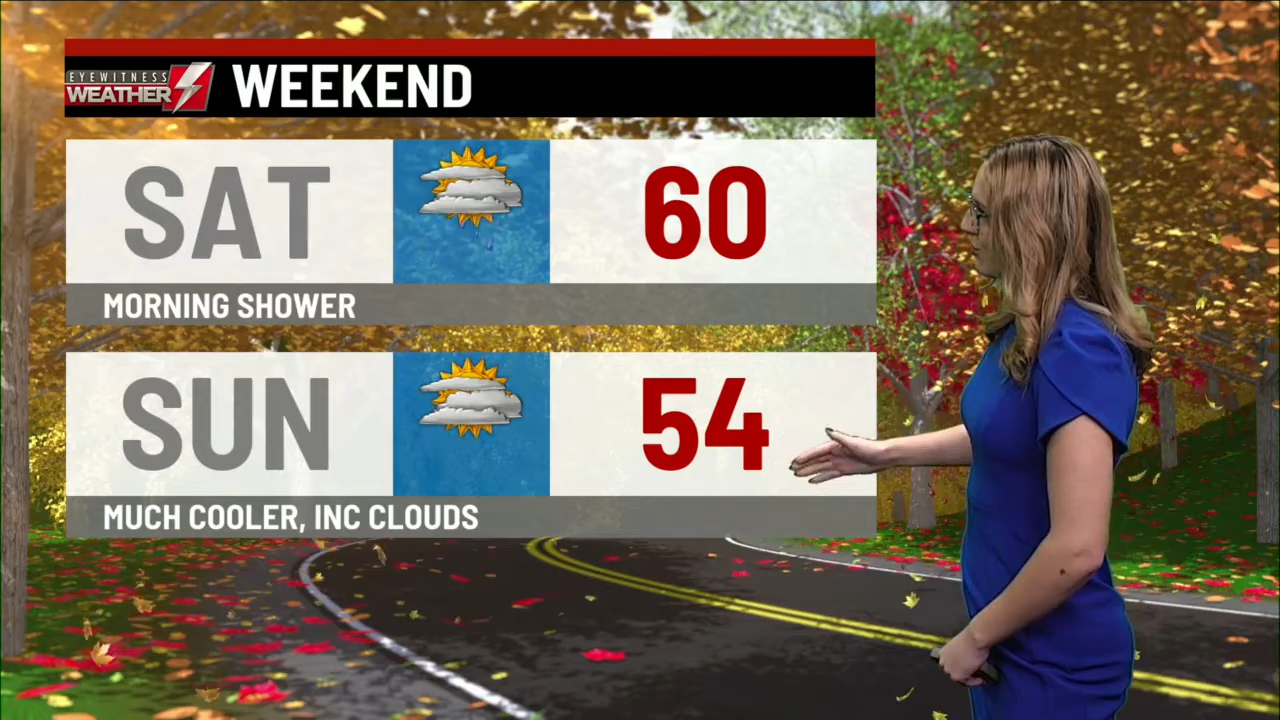 EYEWITNESS
WEATHER
WEEKEND
SAT
60
MORNING SHOWER
SUN
54
MUCH COOLER, INC CLOUDS